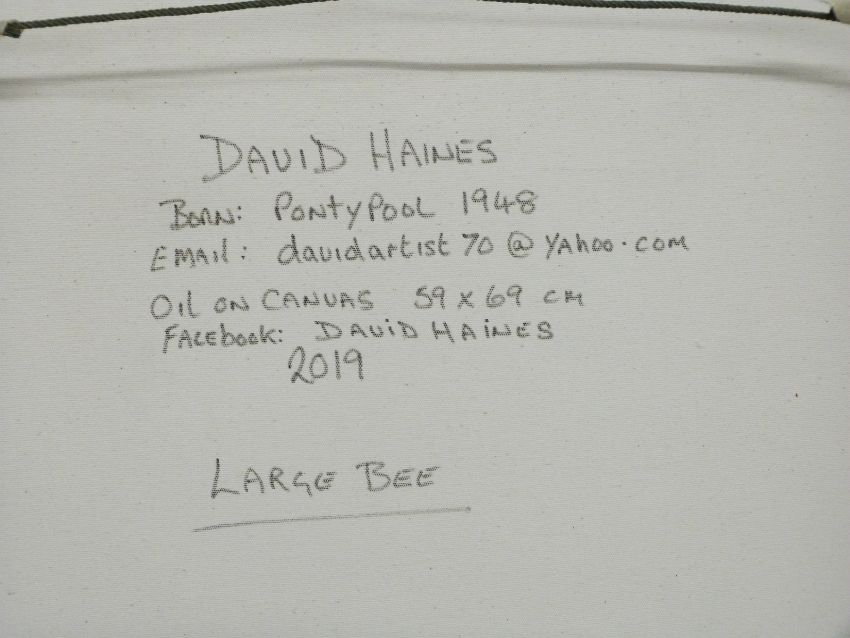 DAVID HAINES
BORN: PONTYPOOL 1948
EMAIL: davidartist70@YAhoo.com
OIL ON CANVAS 59 x 69 CM
FACEbook: DAVID HAINES
2019
LARGE BEE